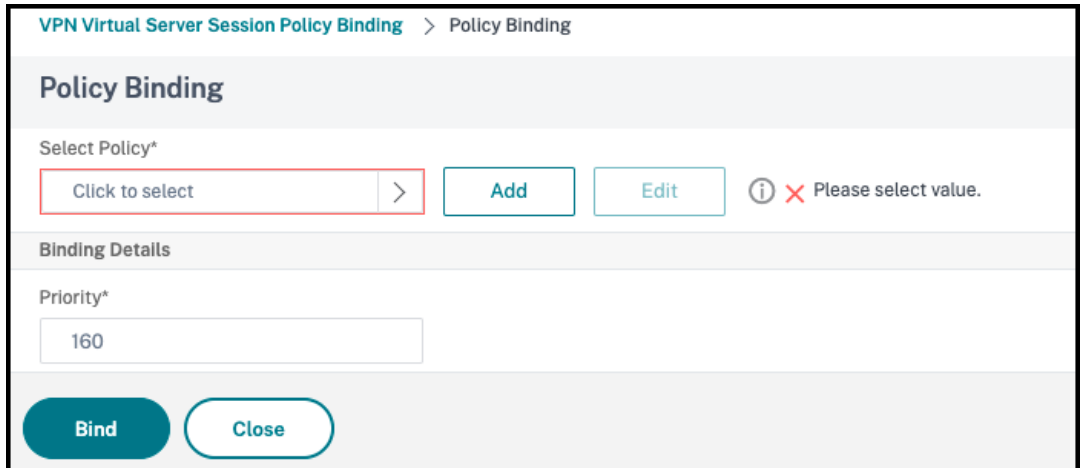 VPN Virtual Server Session Policy Binding > Policy Binding
Policy Binding
Select Policy*
Click to select > Add Edit Please select value.
Binding Details
Priority*
160
Bind Close